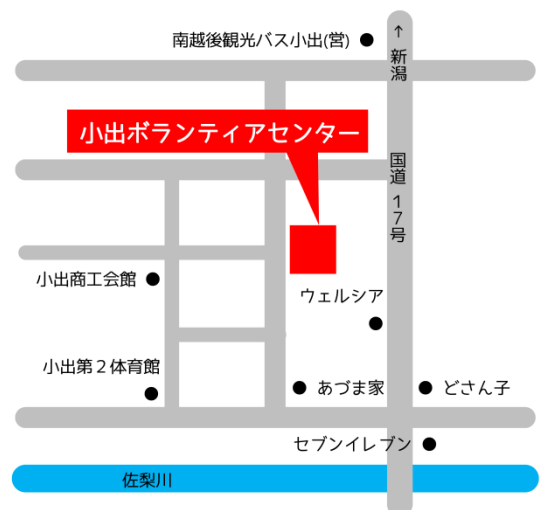 南越後観光バス小出(営)
↑新潟
小出ボランティアセンター
国道17号
小出商工会館
ウェルシア
小出第2体育館
あづま家
どさん子
セブンイレブン
佐梨川